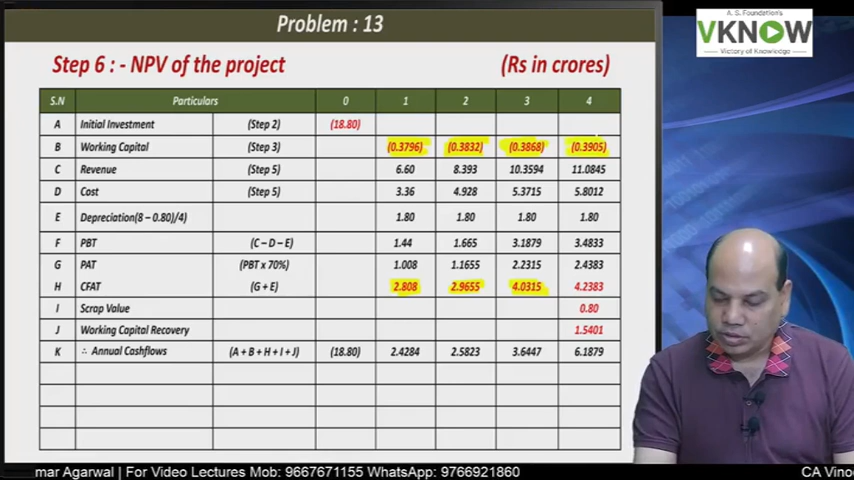 Problem : 13
A. S. Foundation's
VKNOW
Victory of Knowledge
Step 6 : - NPV of the project (Rs in crores)
S.N Particulars 0 1 2 3 4
A Initial Investment (Step 2) (18.80)
B Working Capital (Step 3) (0.3796) (0.3832) (0.3868) (0.3905)
C Revenue (Step 5) 6.60 8.393 10.3594 11.0845
D Cost (Step 5) 3.36 4.928 5.3715 5.8012
E Depreciation(8 – 0.80)/4) 1.80 1.80 1.80 1.80
F PBT (C – D – E) 1.44 1.665 3.1879 3.4833
G PAT (PBT x 70%) 1.008 1.1655 2.2315 2.4383
H CFAT (G + E) 2.808 2.9655 4.0315 4.2383
I Scrap Value 0.80
J Working Capital Recovery 1.5401
K ∴ Annual Cashflows (A + B + H + I + J) (18.80) 2.4284 2.5823 3.6447 6.1879
mar Agarwal | For Video Lectures Mob: 9667671155 WhatsApp: 9766921860 CA Vino